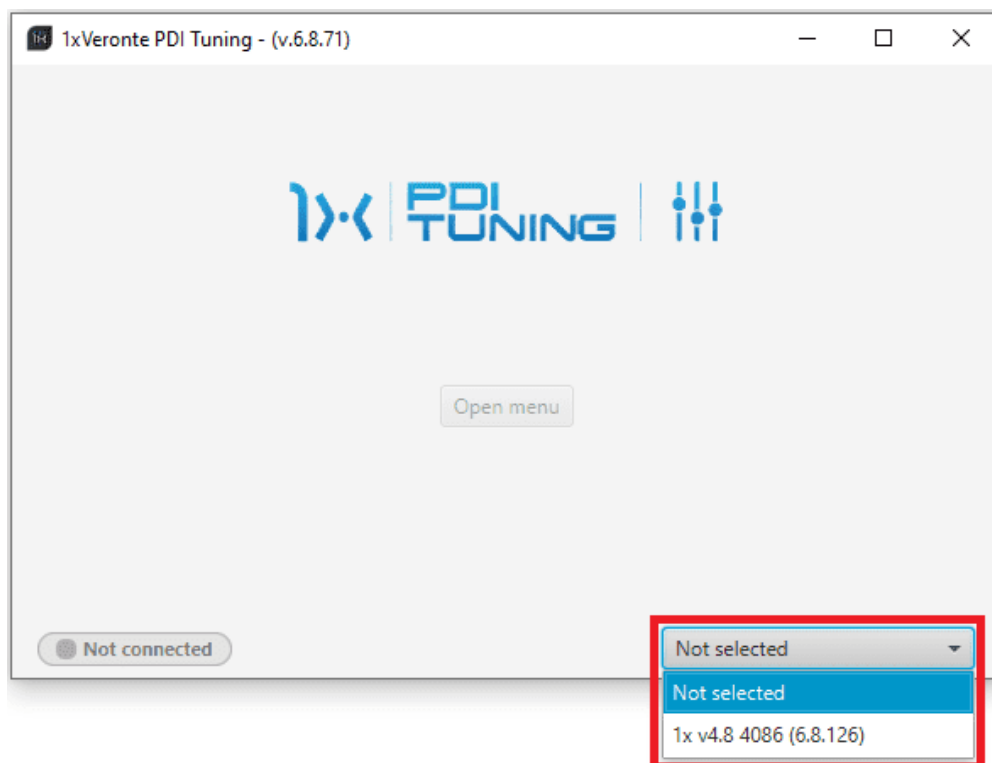 1x
1xVeronte PDI Tuning - (v.6.8.71)
1x
PDI
TUNING
Open menu
Not connected
Not selected
Not selected
1x v4.8 4086 (6.8.126)